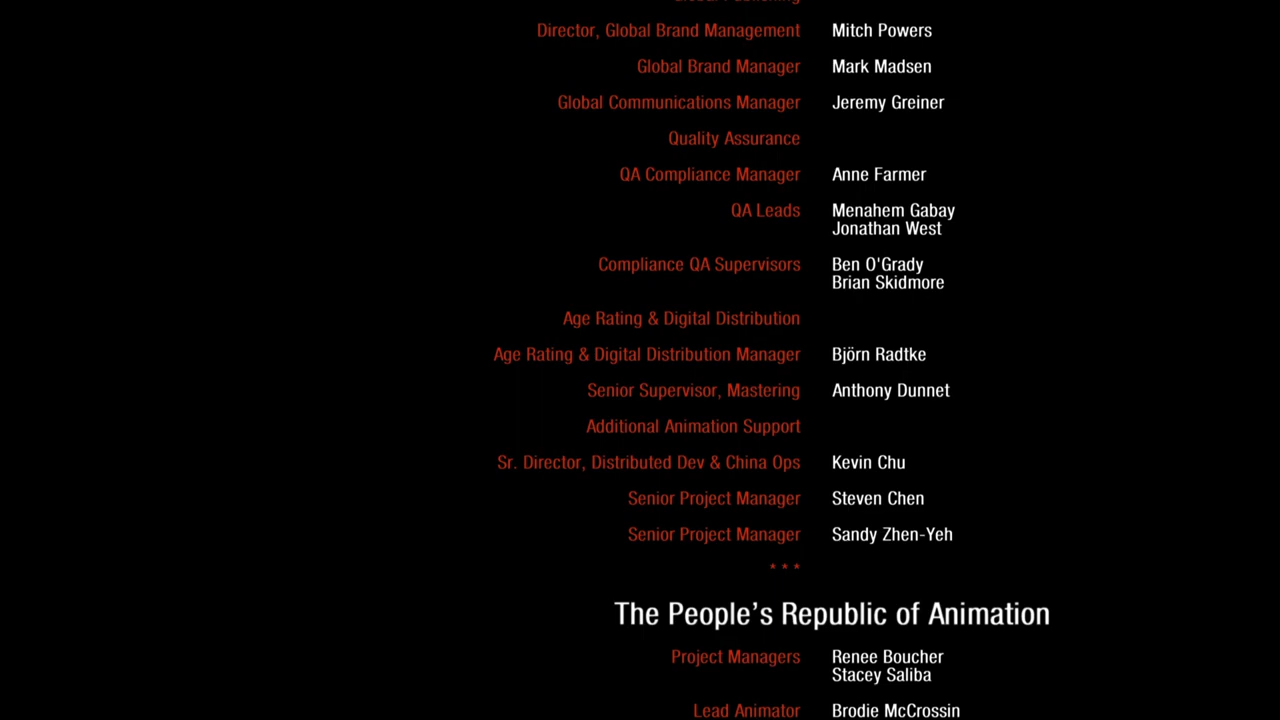 Global Publishing
Director, Global Brand Management Mitch Powers
Global Brand Manager Mark Madsen
Global Communications Manager Jeremy Greiner
Quality Assurance
QA Compliance Manager Anne Farmer
QA Leads Menahem Gabay
Jonathan West
Compliance QA Supervisors Ben O'Grady
Brian Skidmore
Age Rating & Digital Distribution
Age Rating & Digital Distribution Manager Björn Radtke
Senior Supervisor, Mastering Anthony Dunnet
Additional Animation Support
Sr. Director, Distributed Dev & China Ops Kevin Chu
Senior Project Manager Steven Chen
Senior Project Manager Sandy Zhen-Yeh
* * *
The People’s Republic of Animation
Project Managers Renee Boucher
Stacey Saliba
Lead Animator Brodie McCrossin